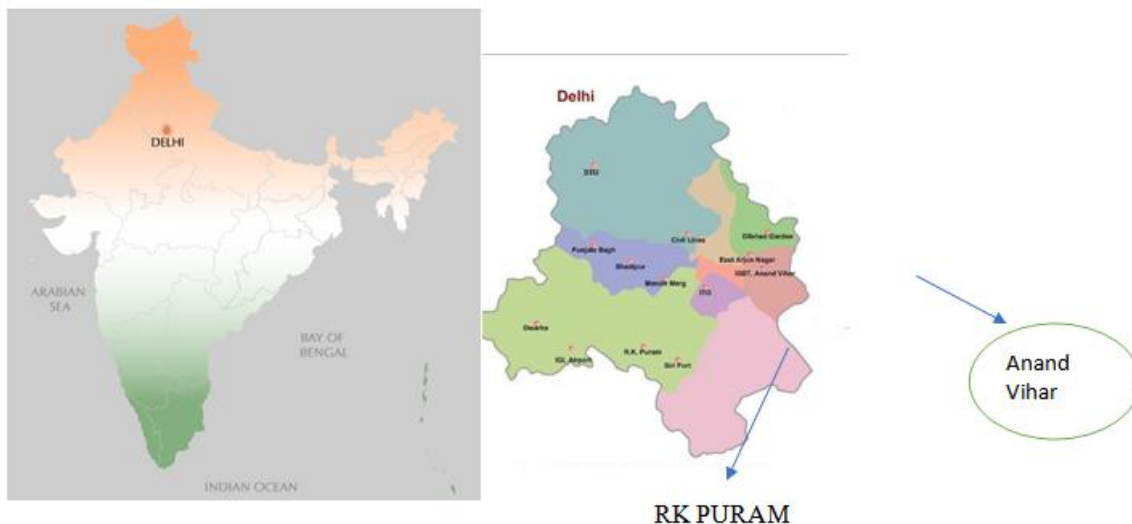 DELHI
ARABIAN
SEA
BAY OF
BENGAL
INDIAN OCEAN
Delhi
DTU
Civil Lines
Dilshad Garden
Punjabi Bagh
Shadipur
East Arjun Nagar
ISBT, Anand Vihar
Mandir Marg
ITO
Dwarka
IGI, Airport
R.K. Puram
Siri Fort
Anand
Vihar
RK PURAM